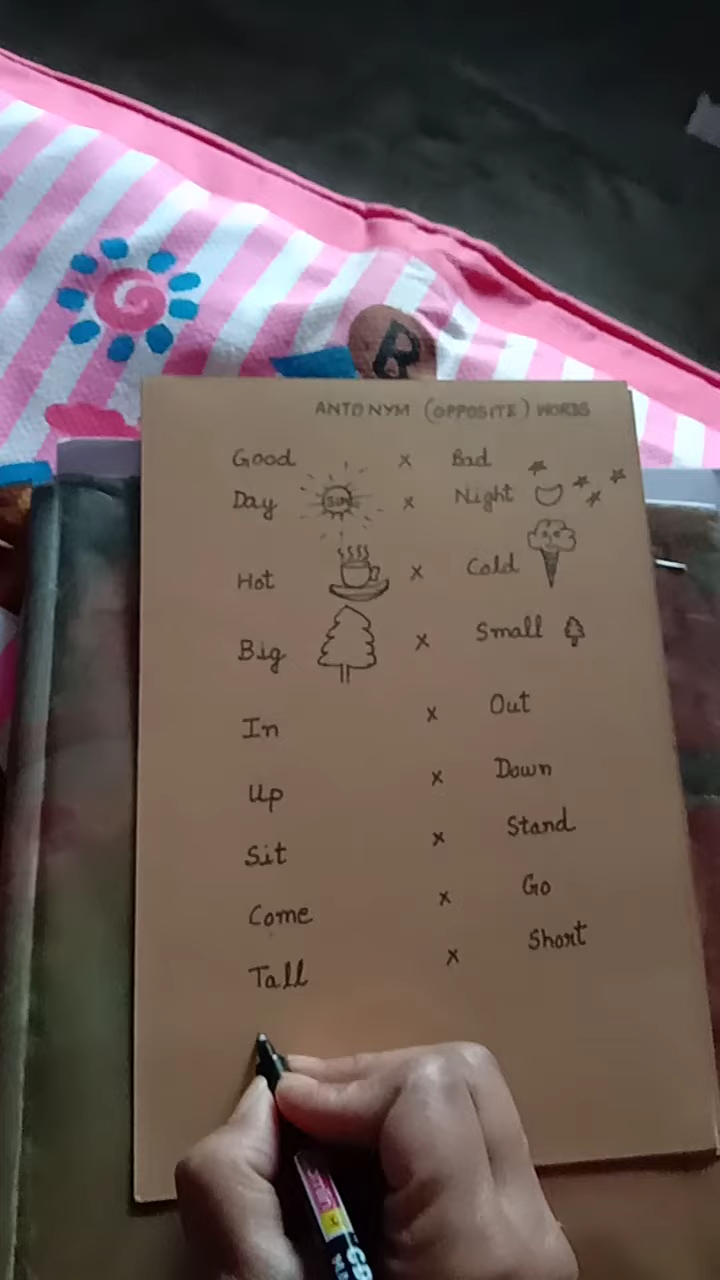 R
ANTONYM (OPPOSITE) WORDS
Good x Bad
Day SUN x Night
Hot x Cold
Big x Small
In x Out
Up x Down
Sit x Stand
Come x Go
Tall x Short